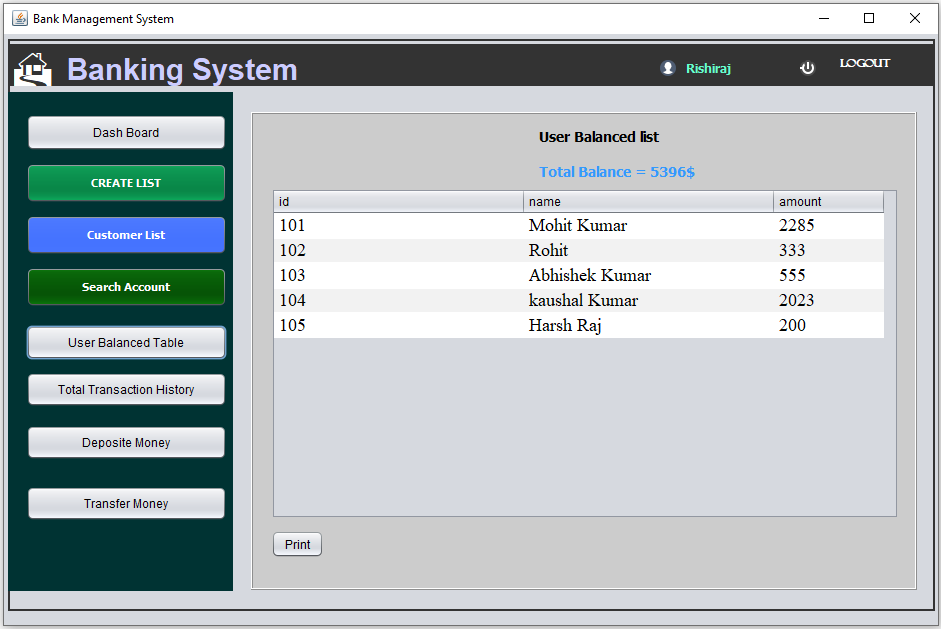 Bank Management System
Banking System
Rishiraj
LOGOUT
Dash Board
CREATE LIST
Customer List
Search Account
User Balanced Table
Total Transaction History
Deposite Money
Transfer Money
User Balanced list
Total Balance = 5396$
id name amount
101 Mohit Kumar 2285
102 Rohit 333
103 Abhishek Kumar 555
104 kaushal Kumar 2023
105 Harsh Raj 200
Print